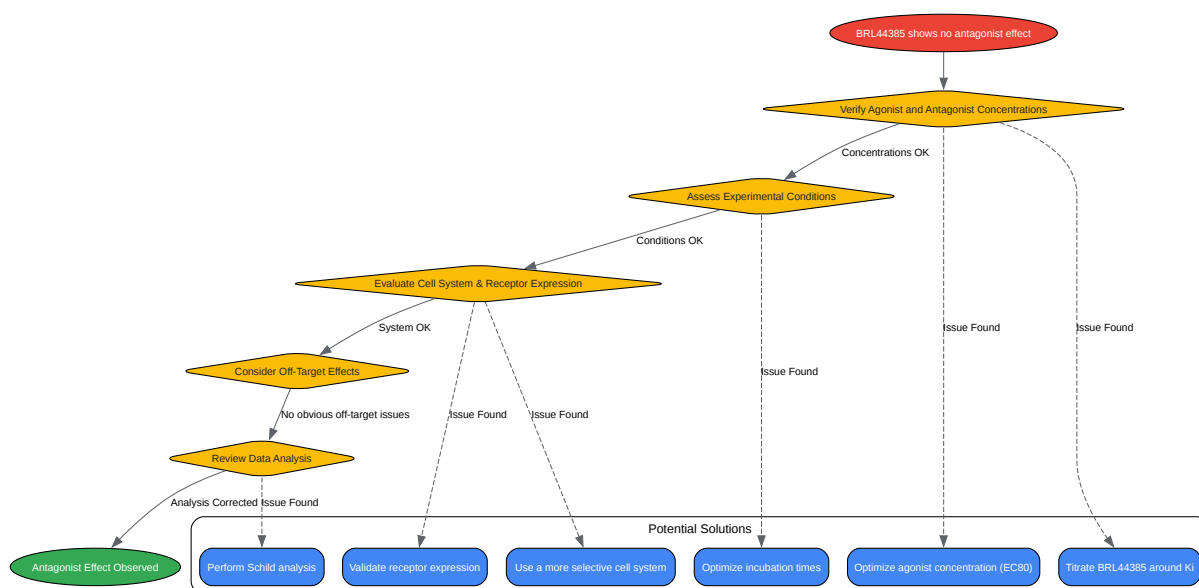 BRL44385 shows no antagonist effect
Verify Agonist and Antagonist Concentrations
Concentrations OK
Assess Experimental Conditions
Conditions OK
Evaluate Cell System & Receptor Expression
System OK
Issue Found
Issue Found
Consider Off-Target Effects
Issue Found
No obvious off-target issues
Issue Found
Issue Found
Review Data Analysis
Analysis Corrected
Issue Found
Potential Solutions
Antagonist Effect Observed
Perform Schild analysis
Validate receptor expression
Use a more selective cell system
Optimize incubation times
Optimize agonist concentration (EC80)
Titrate BRL44385 around Ki